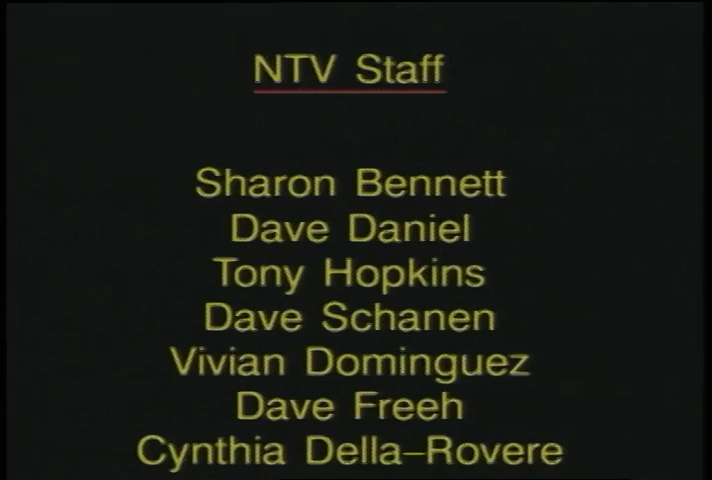 NTV Staff
Sharon Bennett
Dave Daniel
Tony Hopkins
Dave Schanen
Vivian Dominguez
Dave Freeh
Cynthia Della–Rovere